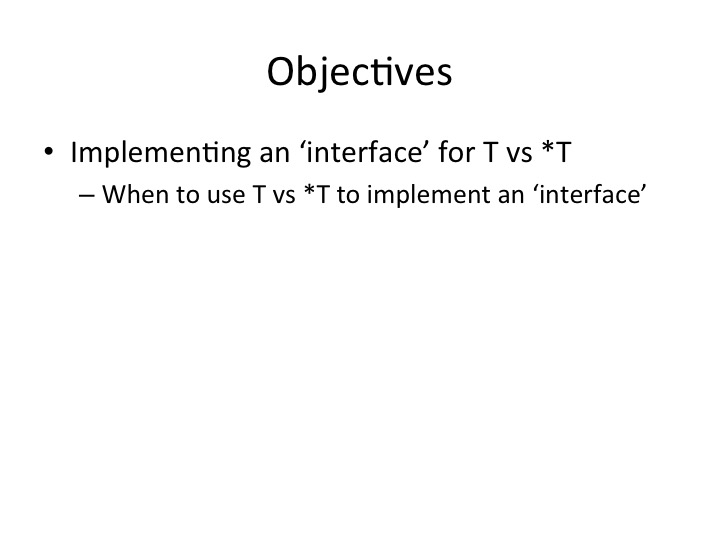 Objectives
• Implementing an ‘interface’ for T vs *T
– When to use T vs *T to implement an ‘interface’